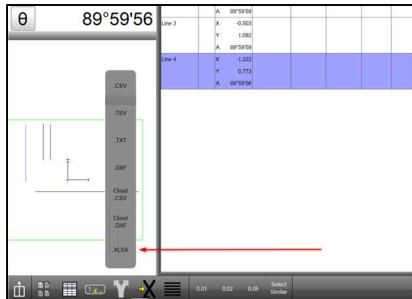 θ 89°59'56
A 89°59'59
Line 3 X -0.503
Y 1.092
A 89°59'59
Line 4 X -1.222
Y 0.773
A 89°59'56
.CSV
.TSV
.TXT
.DXF
Cloud
.CSV
Cloud
.DXF
.XLSX
0.01 0.02 0.05 Select
Similar